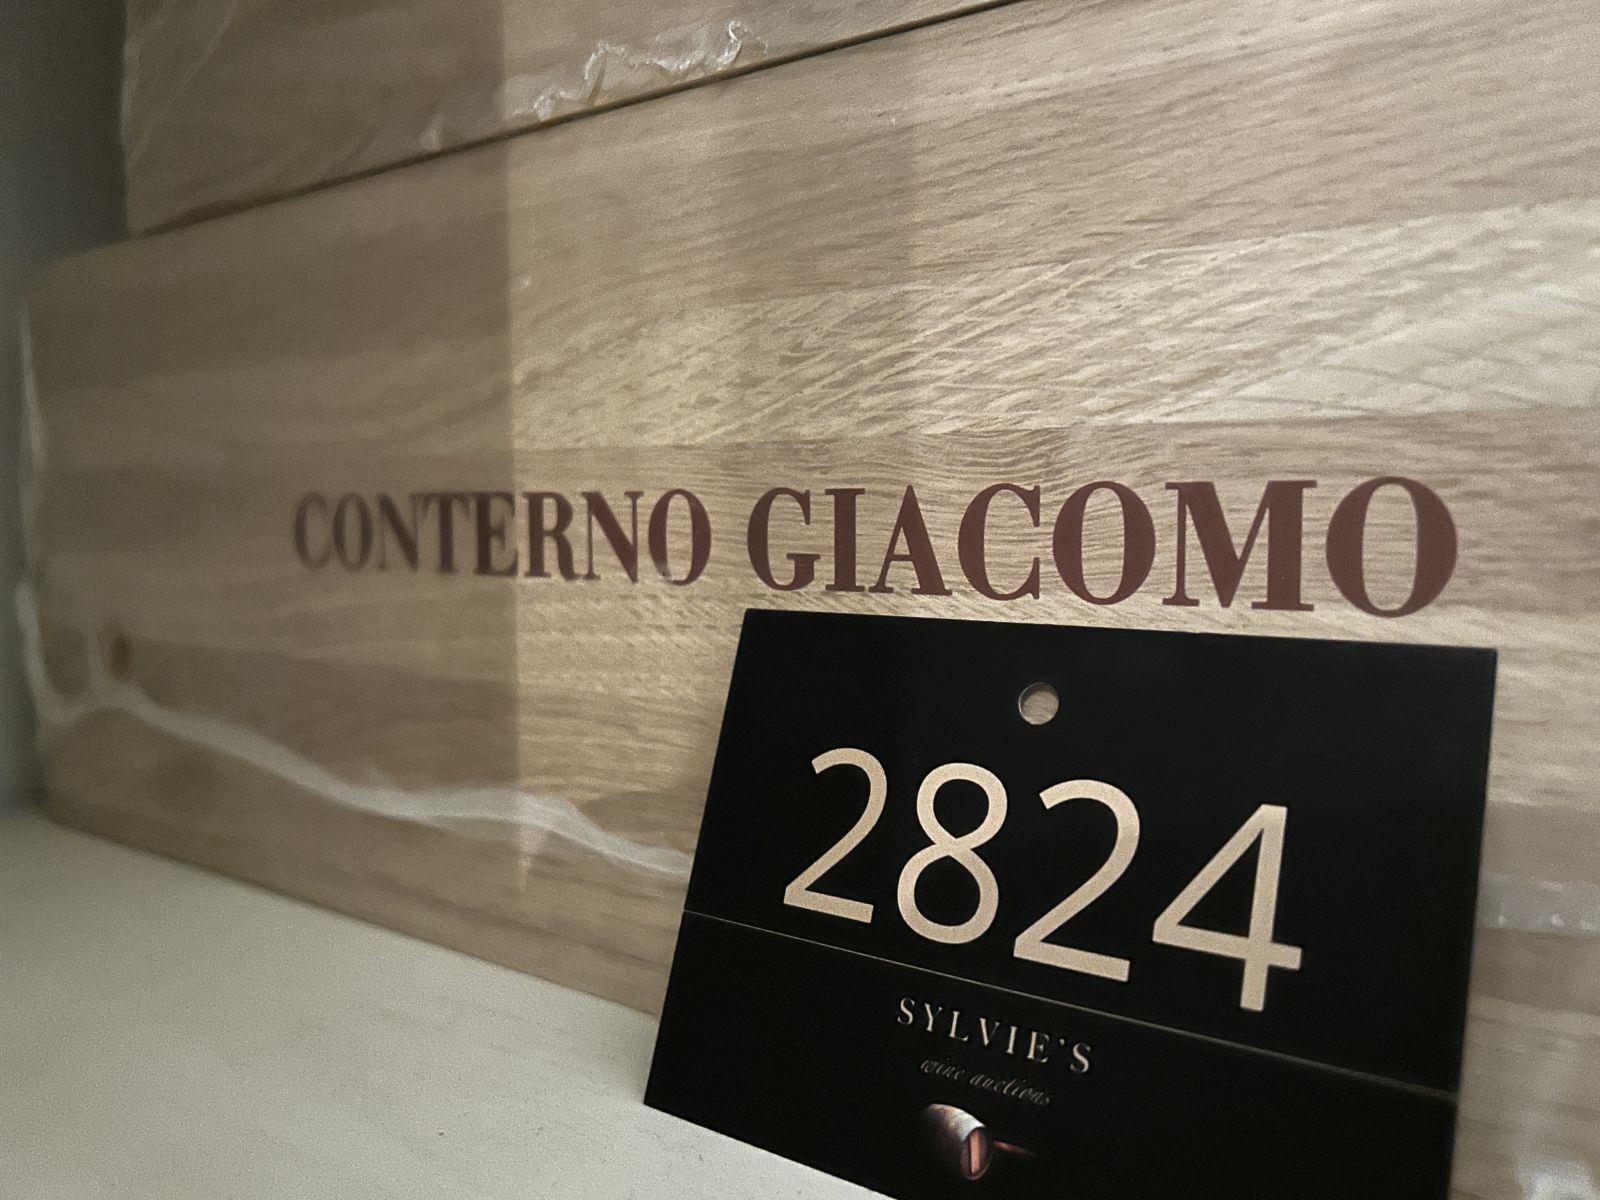 CONTERNO GIACOMO
2824
SYLVIE'S
wine auctions